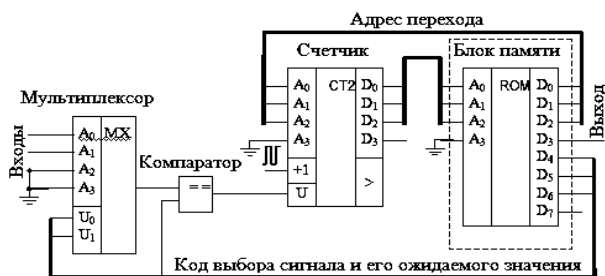 Адрес перехода
Счетчик
Блок памяти
Мультиплексор
Компаратор
Входы
A0 MX
A1
A2
A3
U0
U1
==
A0 CT2 D0
A1 D1
A2 D2
A3 D3
+1
U >
A0 ROM D0
A1 D1
A2 D2
A3 D3
D4
D5
D6
D7
Выход
Код выбора сигнала и его ожидаемого значения